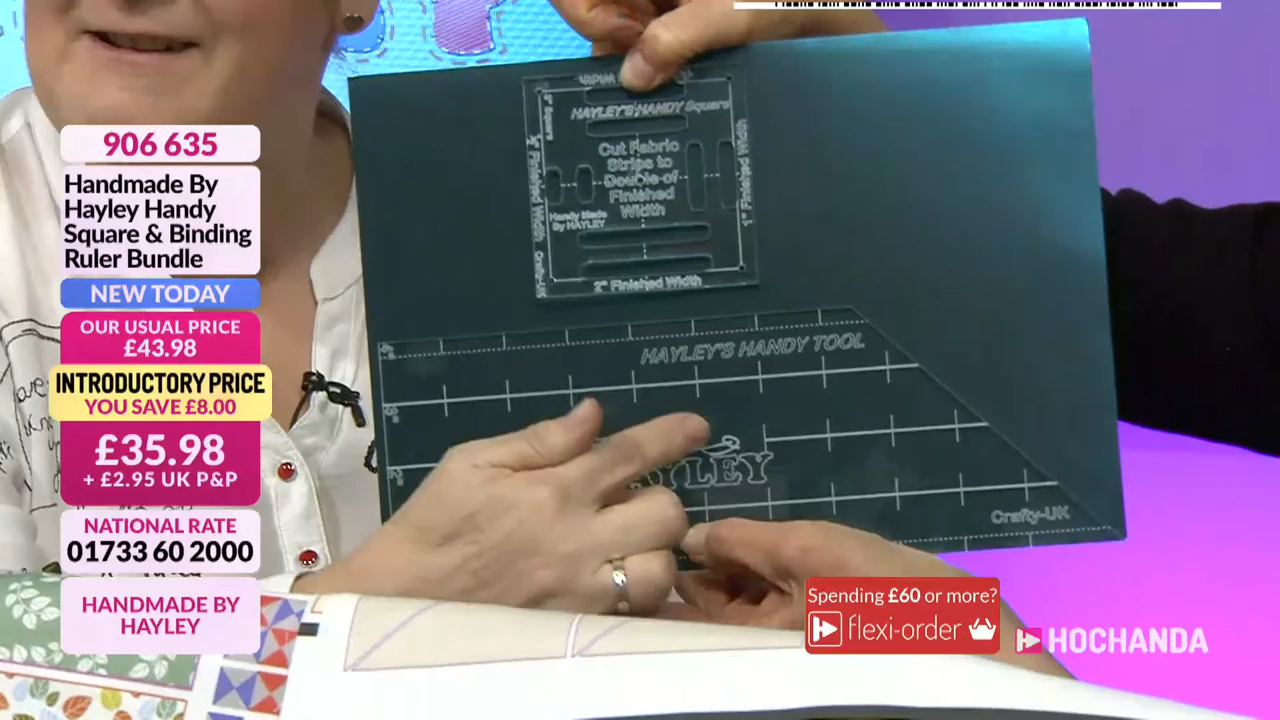 906 635
Handmade By
Hayley Handy
Square & Binding
Ruler Bundle
NEW TODAY
OUR USUAL PRICE
£43.98
INTRODUCTORY PRICE
YOU SAVE £8.00
£35.98
+ £2.95 UK P&P
NATIONAL RATE
01733 60 2000
HANDMADE BY
HAYLEY
HAYLEY'S HANDY Square
Cut Fabric
Strips to
Double of
Finished
Width
Handy Blade
By HAYLEY
Finished Width
1" Finished Width
Crafty-UK
2" Finished Width
HAYLEY'S HANDY TOOL
Crafty-UK
Spending £60 or more?
flexi-order
HOCHANDA